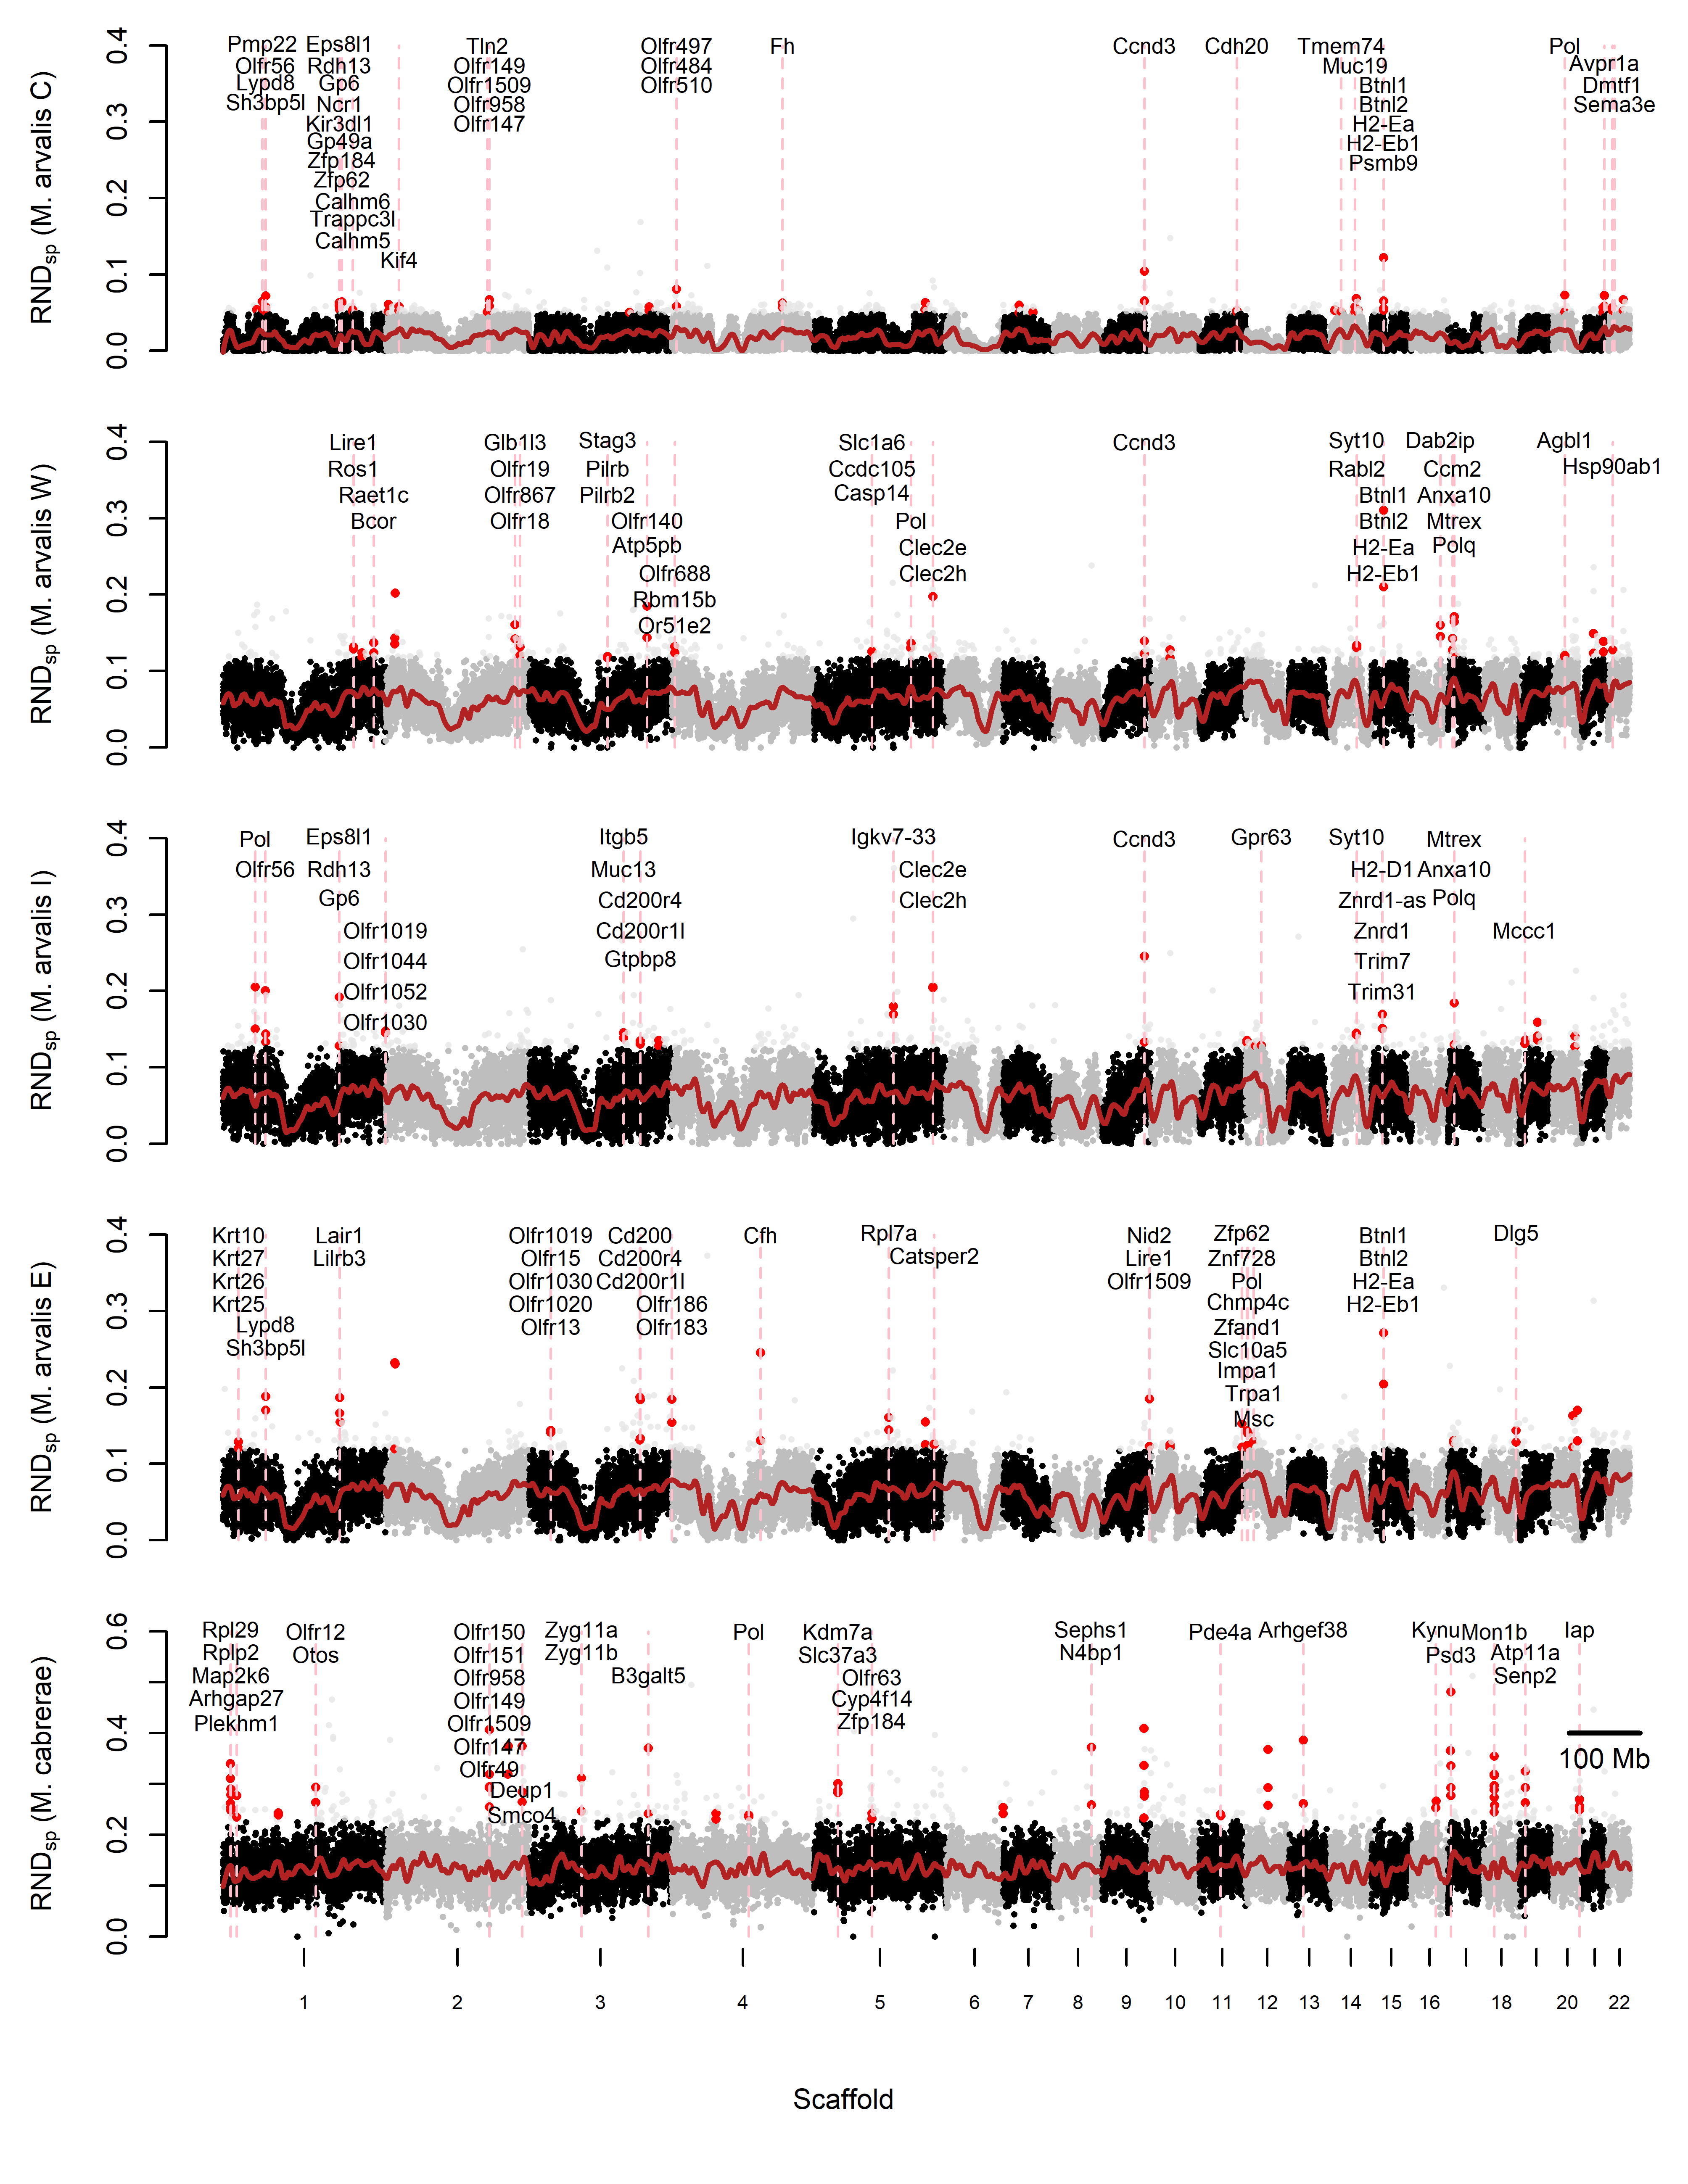 RNDsp (M. arvalis C)
0.4
0.3
0.2
0.1
0.0
Pmp22
Olfr56
Lypd8
Sh3bp5l
Eps8l1
Rdh13
Gp6
Ncr1
Kir3dl1
Gp49a
Zfp184
Zfp62
Calhm6
Trappc3l
Calhm5
Kif4
Tln2
Olfr149
Olfr1509
Olfr958
Olfr147
Olfr497
Olfr484
Olfr510
Fh
Ccnd3
Cdh20
Tmem74
Muc19
Btnl1
Btnl2
H2-Ea
H2-Eb1
Psmb9
Pol
Avpr1a
Dmtf1
Sema3e
RNDsp (M. arvalis W)
0.4
0.3
0.2
0.1
0.0
Lire1
Ros1
Raet1c
Bcor
Glb1l3
Olfr19
Olfr867
Olfr18
Stag3
Pilrb
Pilrb2
Olfr140
Atp5pb
Olfr688
Rbm15b
Or51e2
Slc1a6
Ccdc105
Casp14
Pol
Clec2e
Clec2h
Ccnd3
Syt10
Rabl2
Btnl1
Btnl2
H2-Ea
H2-Eb1
Dab2ip
Ccm2
Anxa10
Mtrex
Polq
Agbl1
Hsp90ab1
RNDsp (M. arvalis I)
0.4
0.3
0.2
0.1
0.0
Pol
Olfr56
Eps8l1
Rdh13
Gp6
Olfr1019
Olfr1044
Olfr1052
Olfr1030
Itgb5
Muc13
Cd200r4
Cd200r1l
Gtpbp8
Igkv7-33
Clec2e
Clec2h
Ccnd3
Gpr63
Syt10
H2-D1
Znrd1-as
Znrd1
Trim7
Trim31
Mtrex
Anxa10
Polq
Mccc1
RNDsp (M. arvalis E)
0.4
0.3
0.2
0.1
0.0
Krt10
Krt27
Krt26
Krt25
Lypd8
Sh3bp5l
Lair1
Lilrb3
Olfr1019
Olfr15
Olfr1030
Olfr1020
Olfr13
Cd200
Cd200r4
Cd200r1l
Olfr186
Olfr183
Cfh
Rpl7a
Catsper2
Nid2
Lire1
Olfr1509
Zfp62
Znf728
Pol
Chmp4c
Zfand1
Slc10a5
Impa1
Trpa1
Msc
Btnl1
Btnl2
H2-Ea
H2-Eb1
Dlg5
RNDsp (M. cabrerae)
0.6
0.4
0.2
0.0
Rpl29
Rplp2
Map2k6
Arhgap27
Plekhm1
Olfr12
Otos
Olfr150
Olfr151
Olfr958
Olfr149
Olfr1509
Olfr147
Olfr49
Deup1
Smco4
Zyg11a
Zyg11b
B3galt5
Pol
Kdm7a
Slc37a3
Olfr63
Cyp4f14
Zfp184
Sephs1
N4bp1
Pde4a
Arhgef38
Kynu
Psd3
Mon1b
Atp11a
Senp2
Iap
100 Mb
1 2 3 4 5 6 7 8 9 10 11 12 13 14 15 16 18 20 22
Scaffold